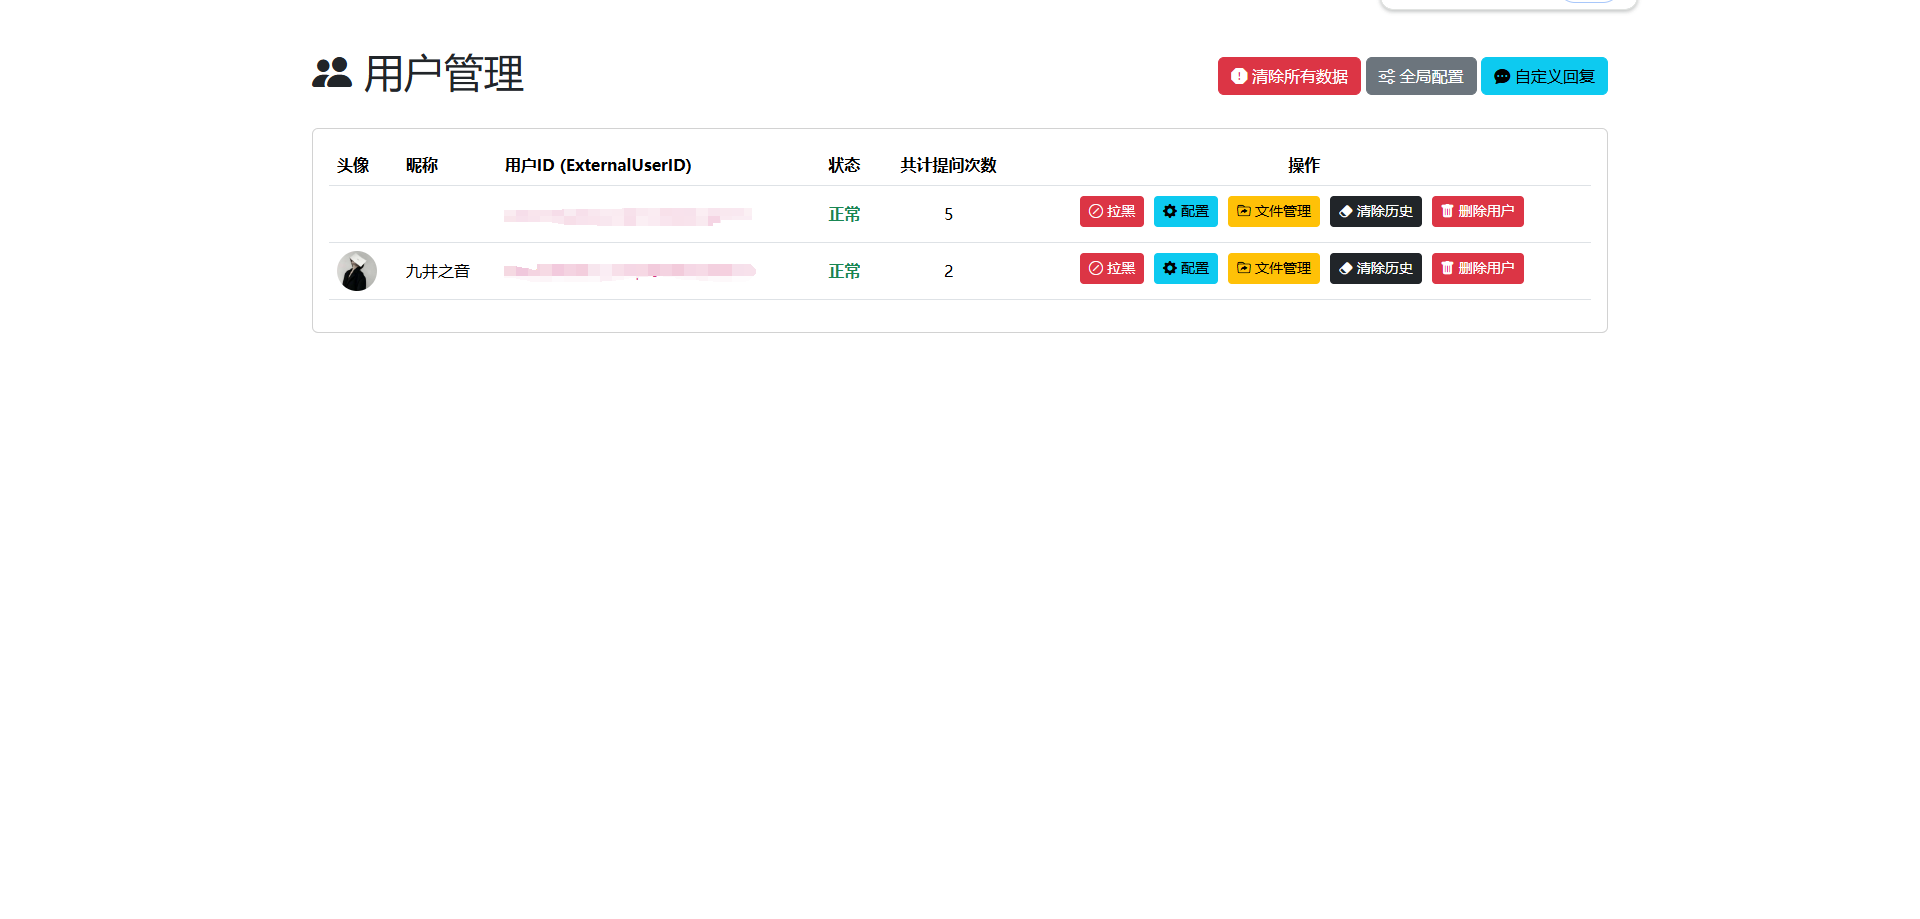 用户管理
清除所有数据 全局配置 自定义回复
头像 昵称 用户ID (ExternalUserID) 状态 共计提问次数 操作
正常 5 拉黑 配置 文件管理 清除历史 删除用户
九井之音 正常 2 拉黑 配置 文件管理 清除历史 删除用户